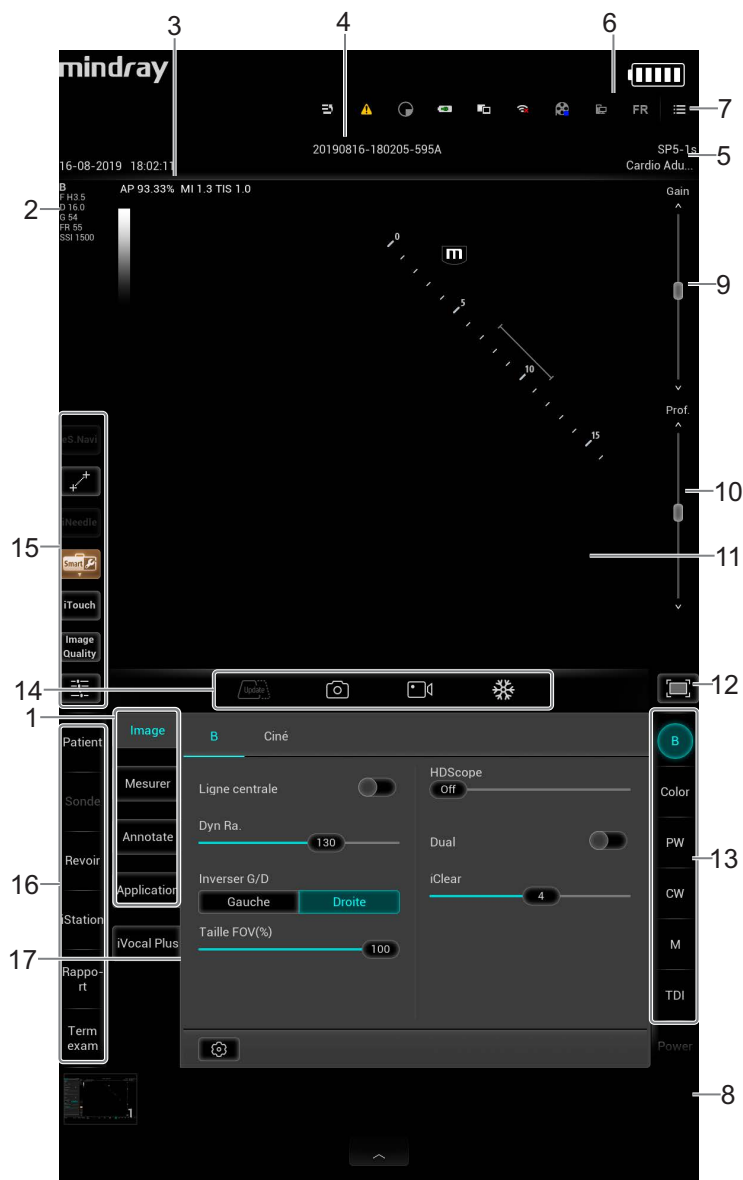 3
4
6
mindray
FR
7
20190816-180205-595A
SP5-1s
5
16-08-2019 18:02:11
Cardio Adu...
B
AP 93.33% MI 1.3 TIS 1.0
Gain
2
F H3.5
D 16.0
G 54
FR 55
SSI 1500
0
m
9
5
10
15
Prof.
eS.Navi
10
iNeedle
15
Smart
11
iTouch
Image
Quality
14
Update
12
1
Image
B
Ciné
Patient
B
Mesurer
Ligne centrale
HDScope
Off
Sonde
Color
Dyn Ra.
130
Annotate
Dual
PW
Revoir
13
Inverser G/D
iClear
16
Application
Gauche
Droite
4
CW
iStation
Taille FOV(%)
iVocal Plus
100
M
17
Rappo-
rt
TDI
Term
exam
Power
8
1